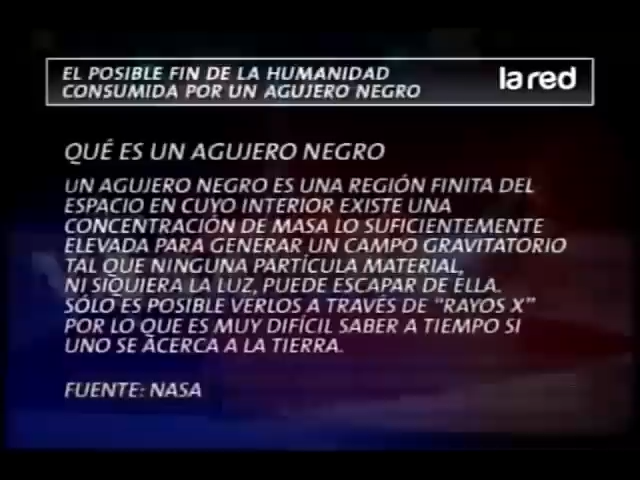 EL POSIBLE FIN DE LA HUMANIDAD
CONSUMIDA POR UN AGUJERO NEGRO
la red
QUÉ ES UN AGUJERO NEGRO
UN AGUJERO NEGRO ES UNA REGIÓN FINITA DEL
ESPACIO EN CUYO INTERIOR EXISTE UNA
CONCENTRACIÓN DE MASA LO SUFICIENTEMENTE
ELEVADA PARA GENERAR UN CAMPO GRAVITATORIO
TAL QUE NINGUNA PARTÍCULA MATERIAL,
NI SIQUIERA LA LUZ, PUEDE ESCAPAR DE ELLA.
SÓLO ES POSIBLE VERLOS A TRAVÉS DE "RAYOS X"
POR LO QUE ES MUY DIFÍCIL SABER A TIEMPO SI
UNO SE ACERCA A LA TIERRA.
FUENTE: NASA